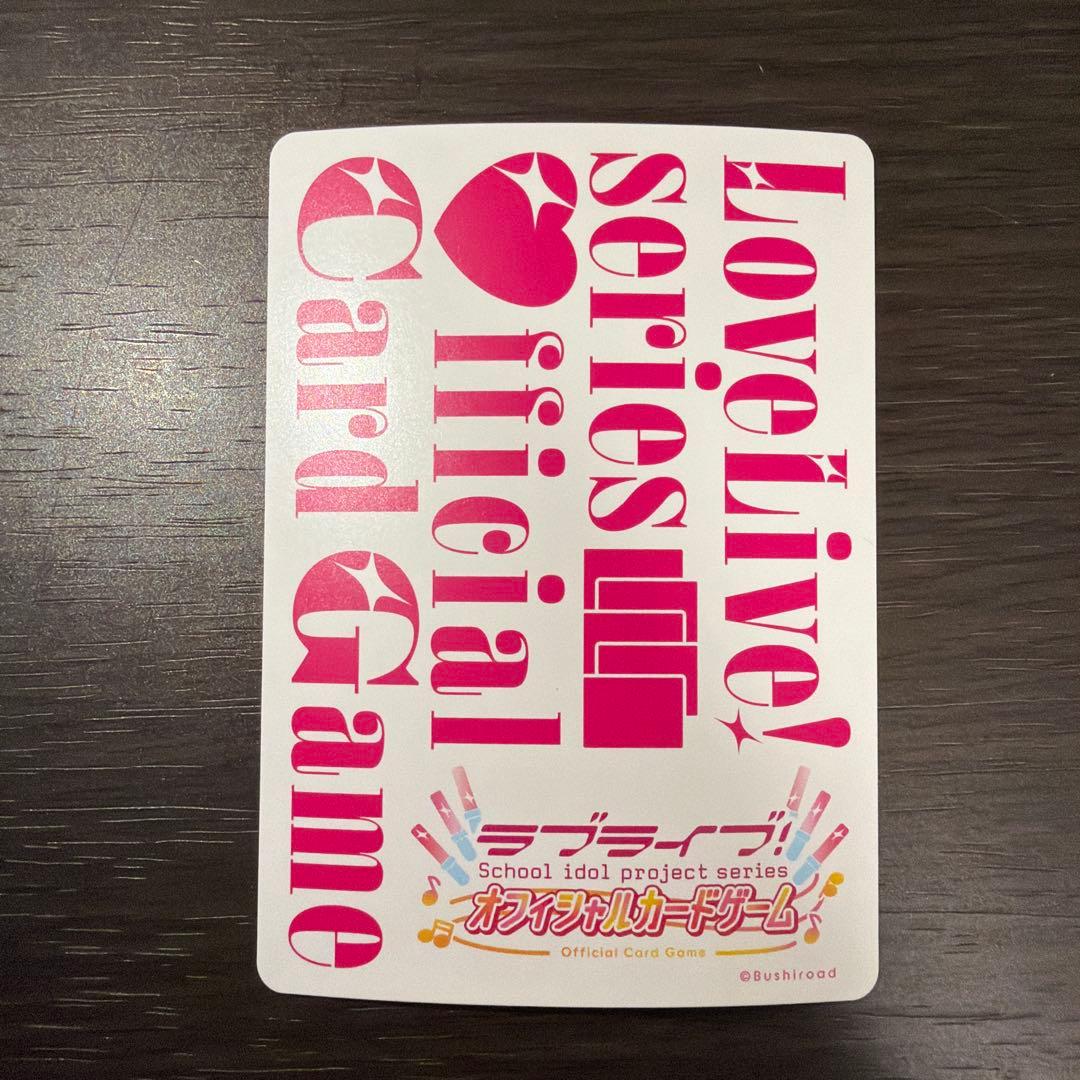 LoveLive!
series
Official
Card Game
ラブライブ!
School idol project series
オフィシャルカードゲーム
Official Card Game
©Bushiroad